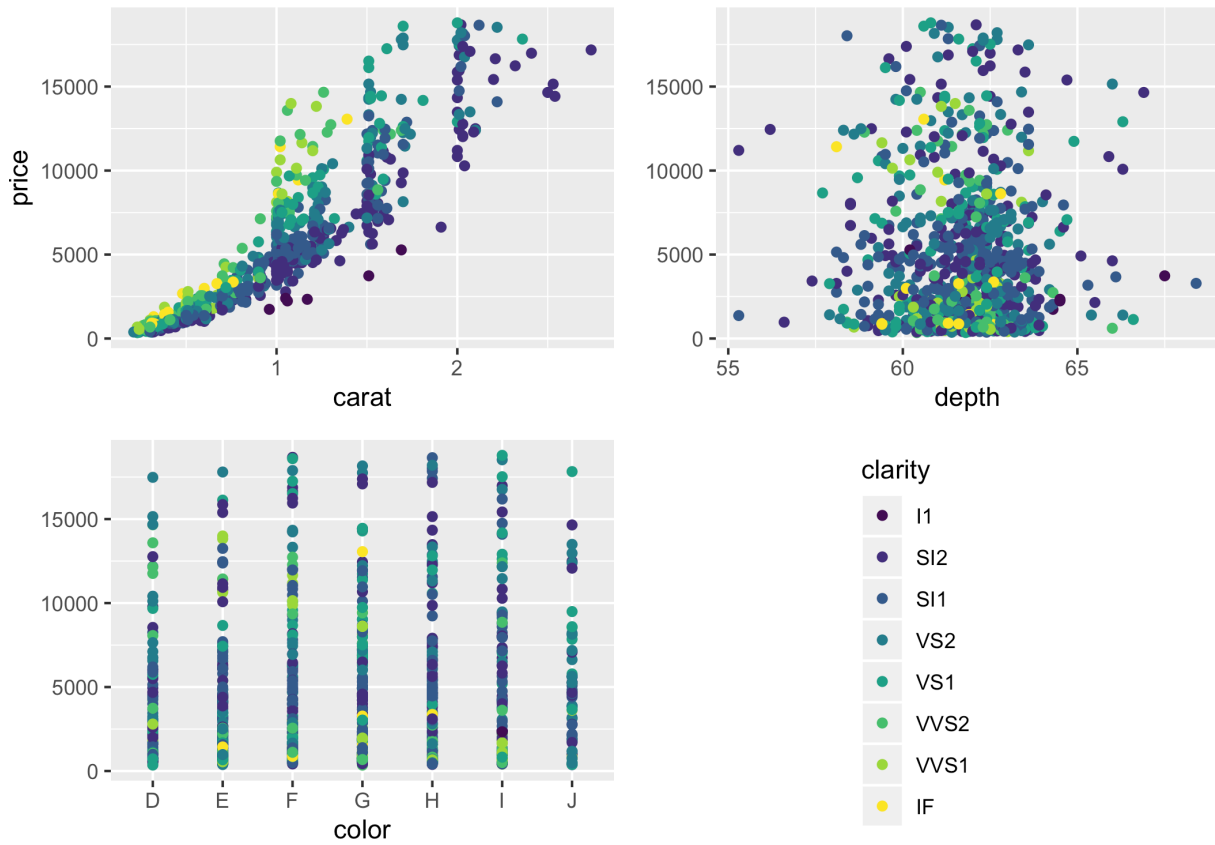 price
15000
10000
5000
0
1 2
carat
15000
10000
5000
0
55 60 65
depth
15000
10000
5000
0
D E F G H I J
color
clarity
I1
SI2
SI1
VS2
VS1
VVS2
VVS1
IF